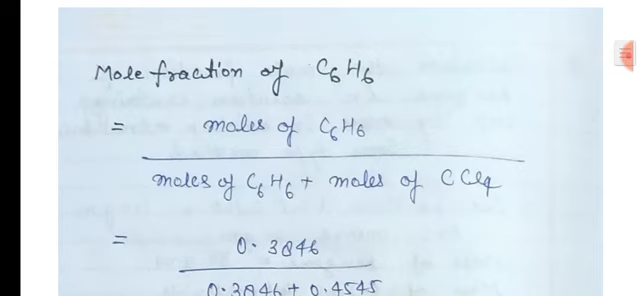 Mole fraction of C6H6
= moles of C6H6
moles of C6H6 + moles of CCl4
= 0.3846
0.3846 + 0.4545